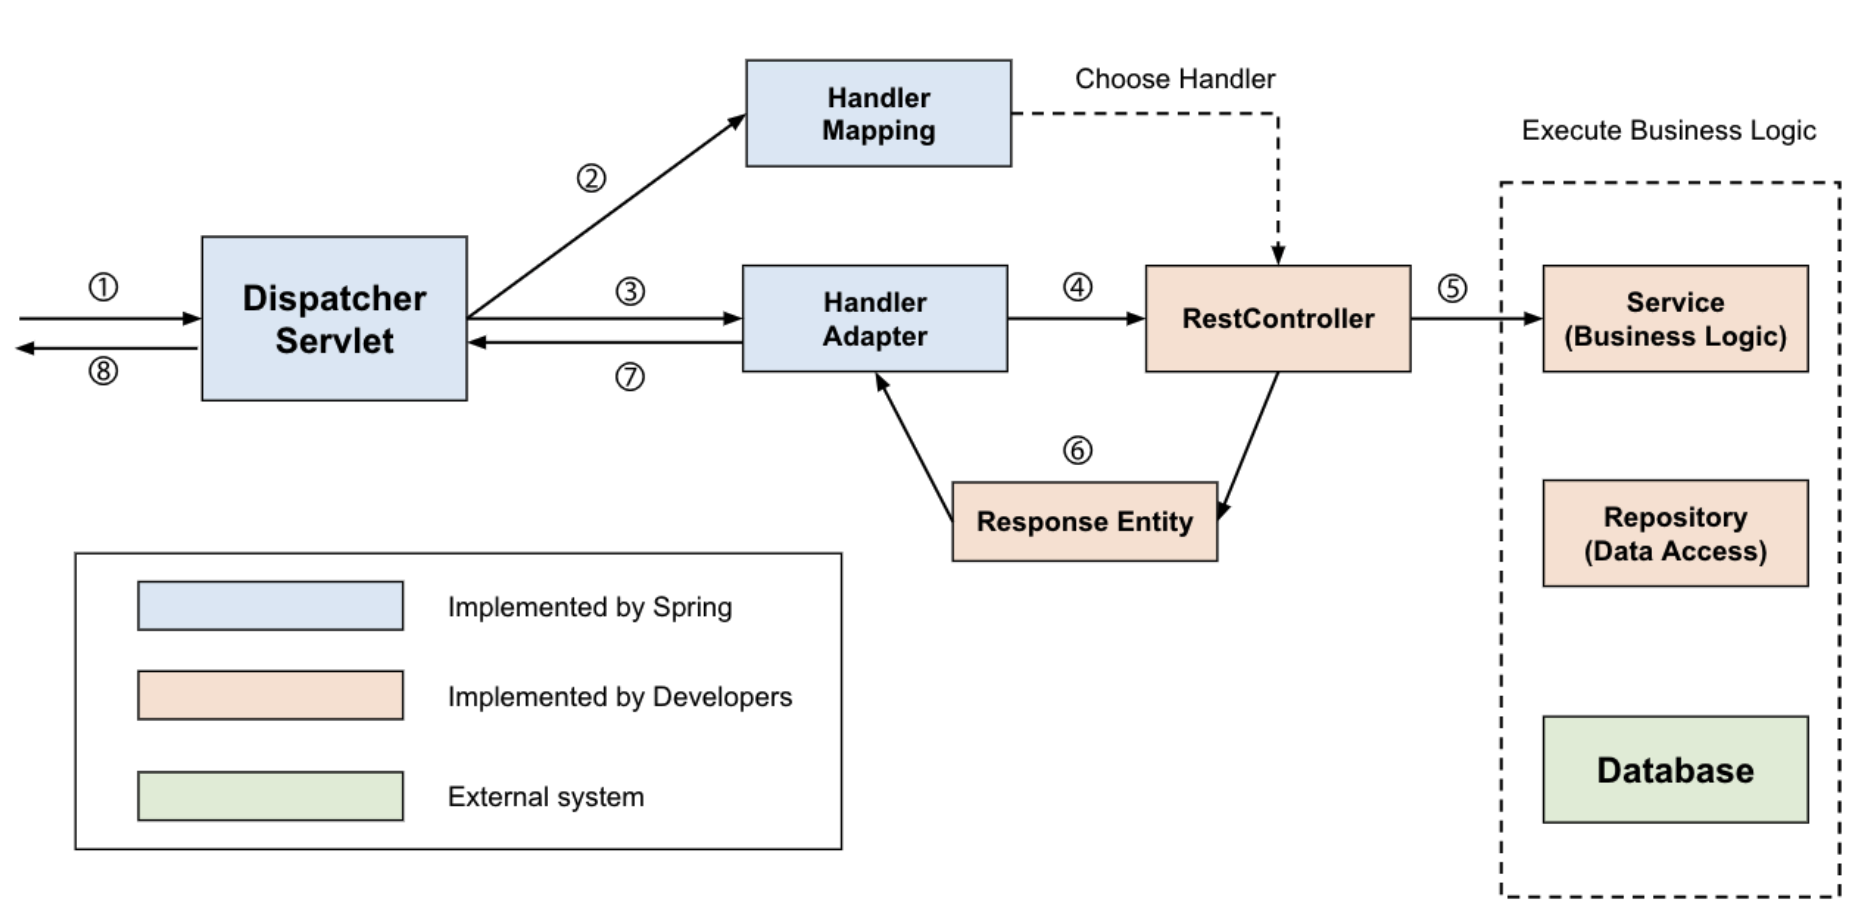 Handler
Mapping
Choose Handler
Execute Business Logic
②
①
Dispatcher
Servlet
③
Handler
Adapter
④
RestController
⑤
Service
(Business Logic)
⑧
⑦
⑥
Response Entity
Repository
(Data Access)
Implemented by Spring
Implemented by Developers
External system
Database